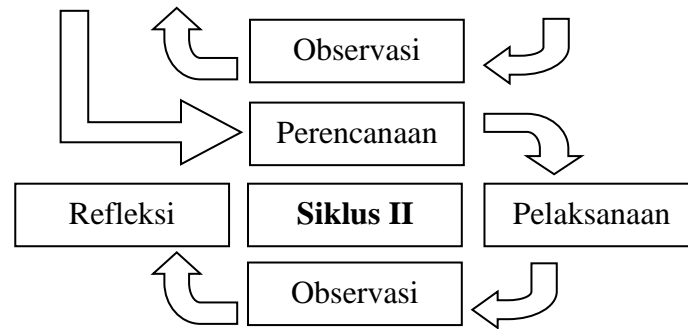 Observasi
Perencanaan
Refleksi
Siklus II
Pelaksanaan
Observasi